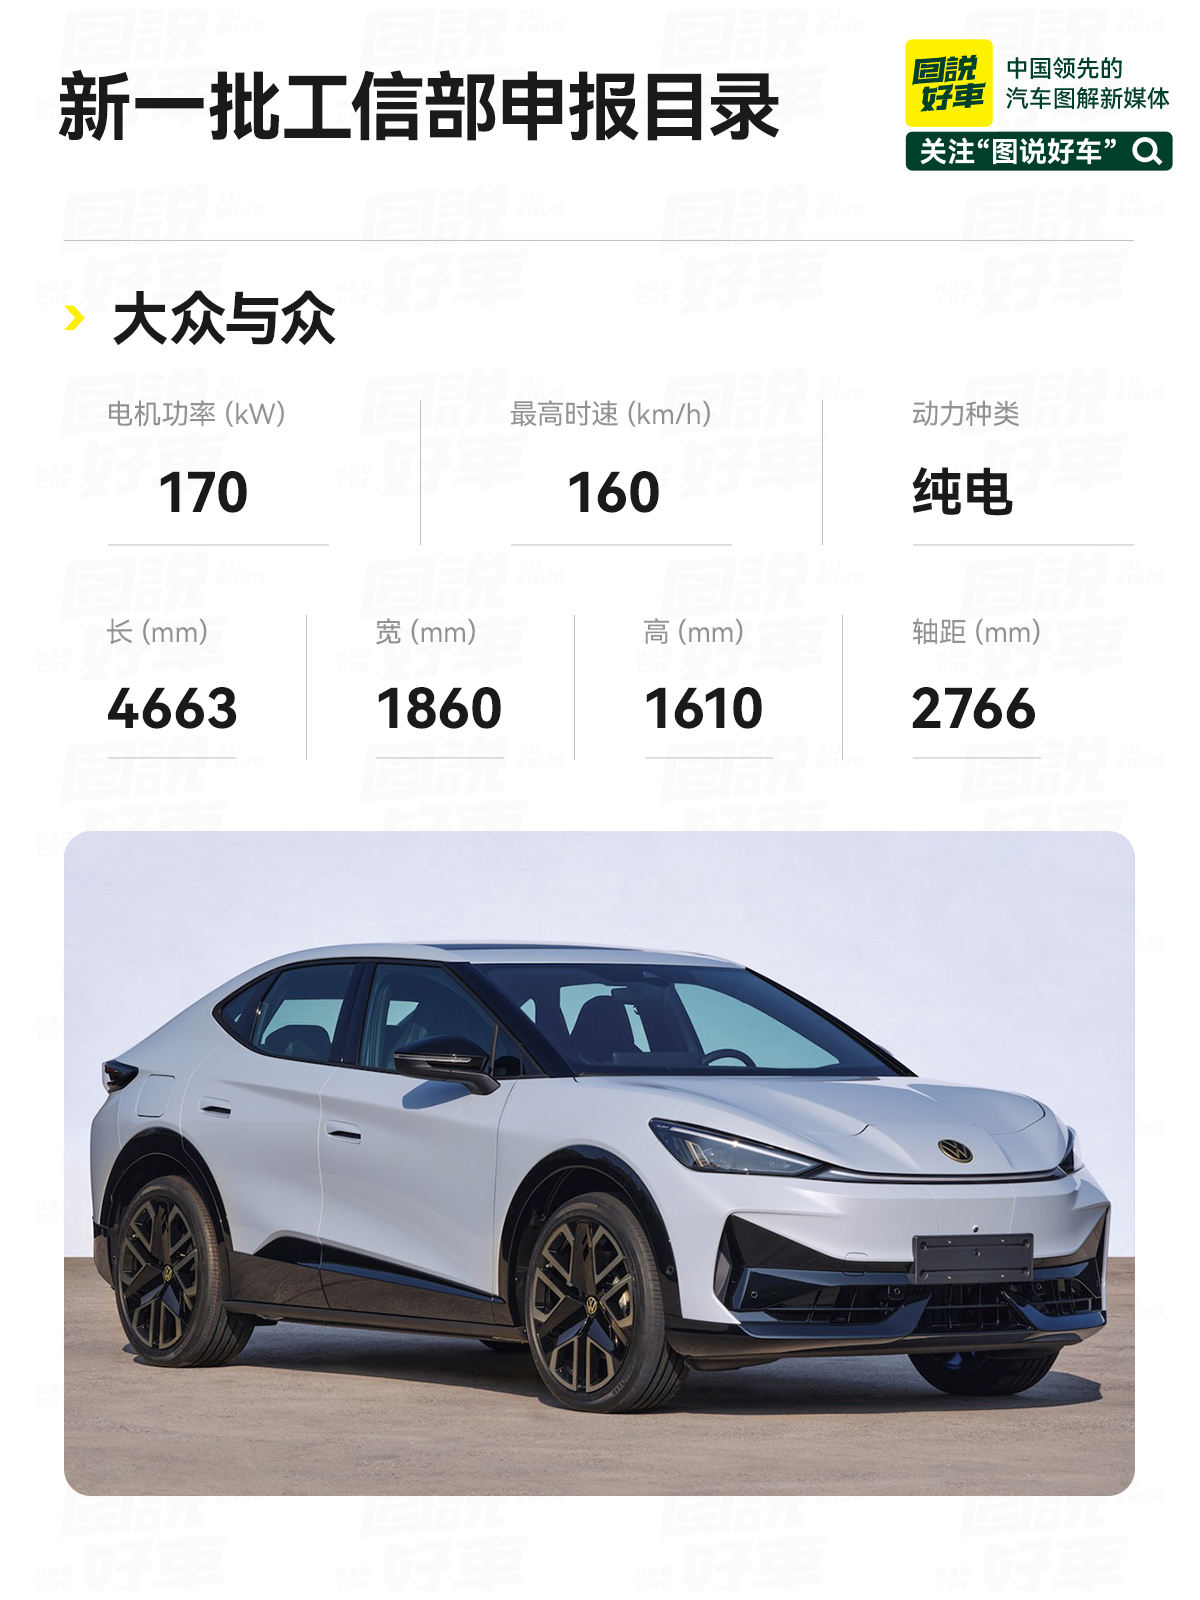 新一批工信部申报目录
図説
好車
中国领先的
汽车图解新媒体
关注“图说好车”
大众与众
电机功率 (kW)
最高时速 (km/h)
动力种类
170
160
纯电
长 (mm)
宽 (mm)
高 (mm)
轴距 (mm)
4663
1860
1610
2766